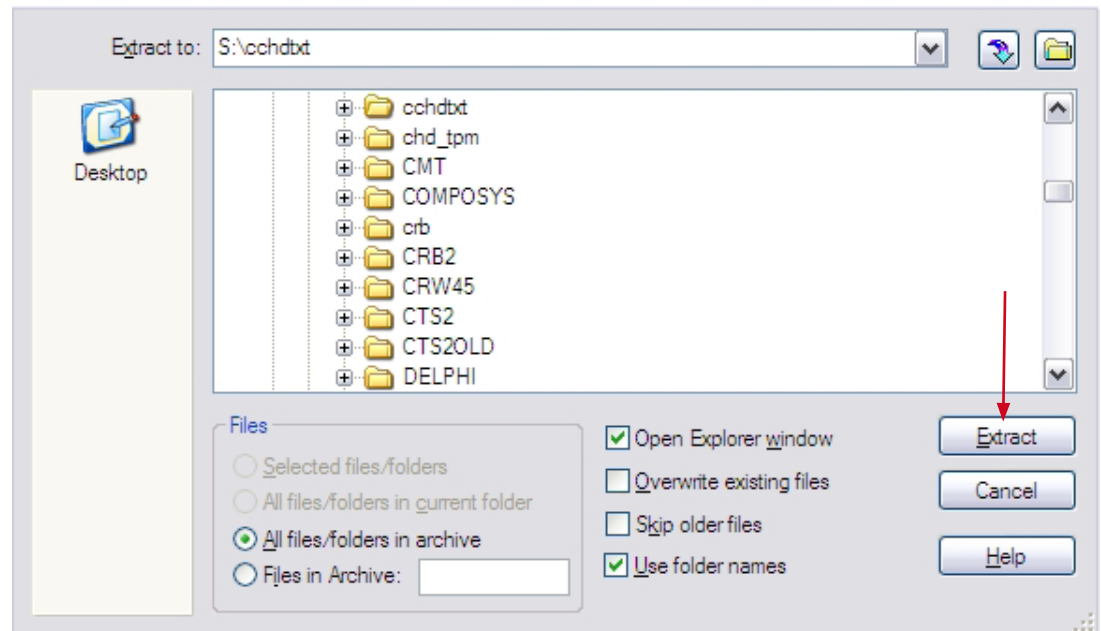 Extract to: S:\cchdtxt
Desktop
cchdtxt
chd_tpm
CMT
COMPOSYS
crb
CRB2
CRW45
CTS2
CTS2OLD
DELPHI
Files
Selected files/folders
All files/folders in current folder
All files/folders in archive
Files in Archive:
Open Explorer window
Overwrite existing files
Skip older files
Use folder names
Extract
Cancel
Help